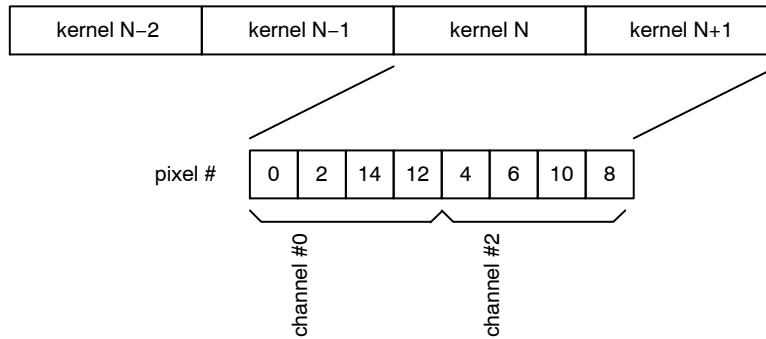 kernel N−2 kernel N−1 kernel N kernel N+1
pixel # 0 2 14 12 4 6 10 8
channel #0
channel #2